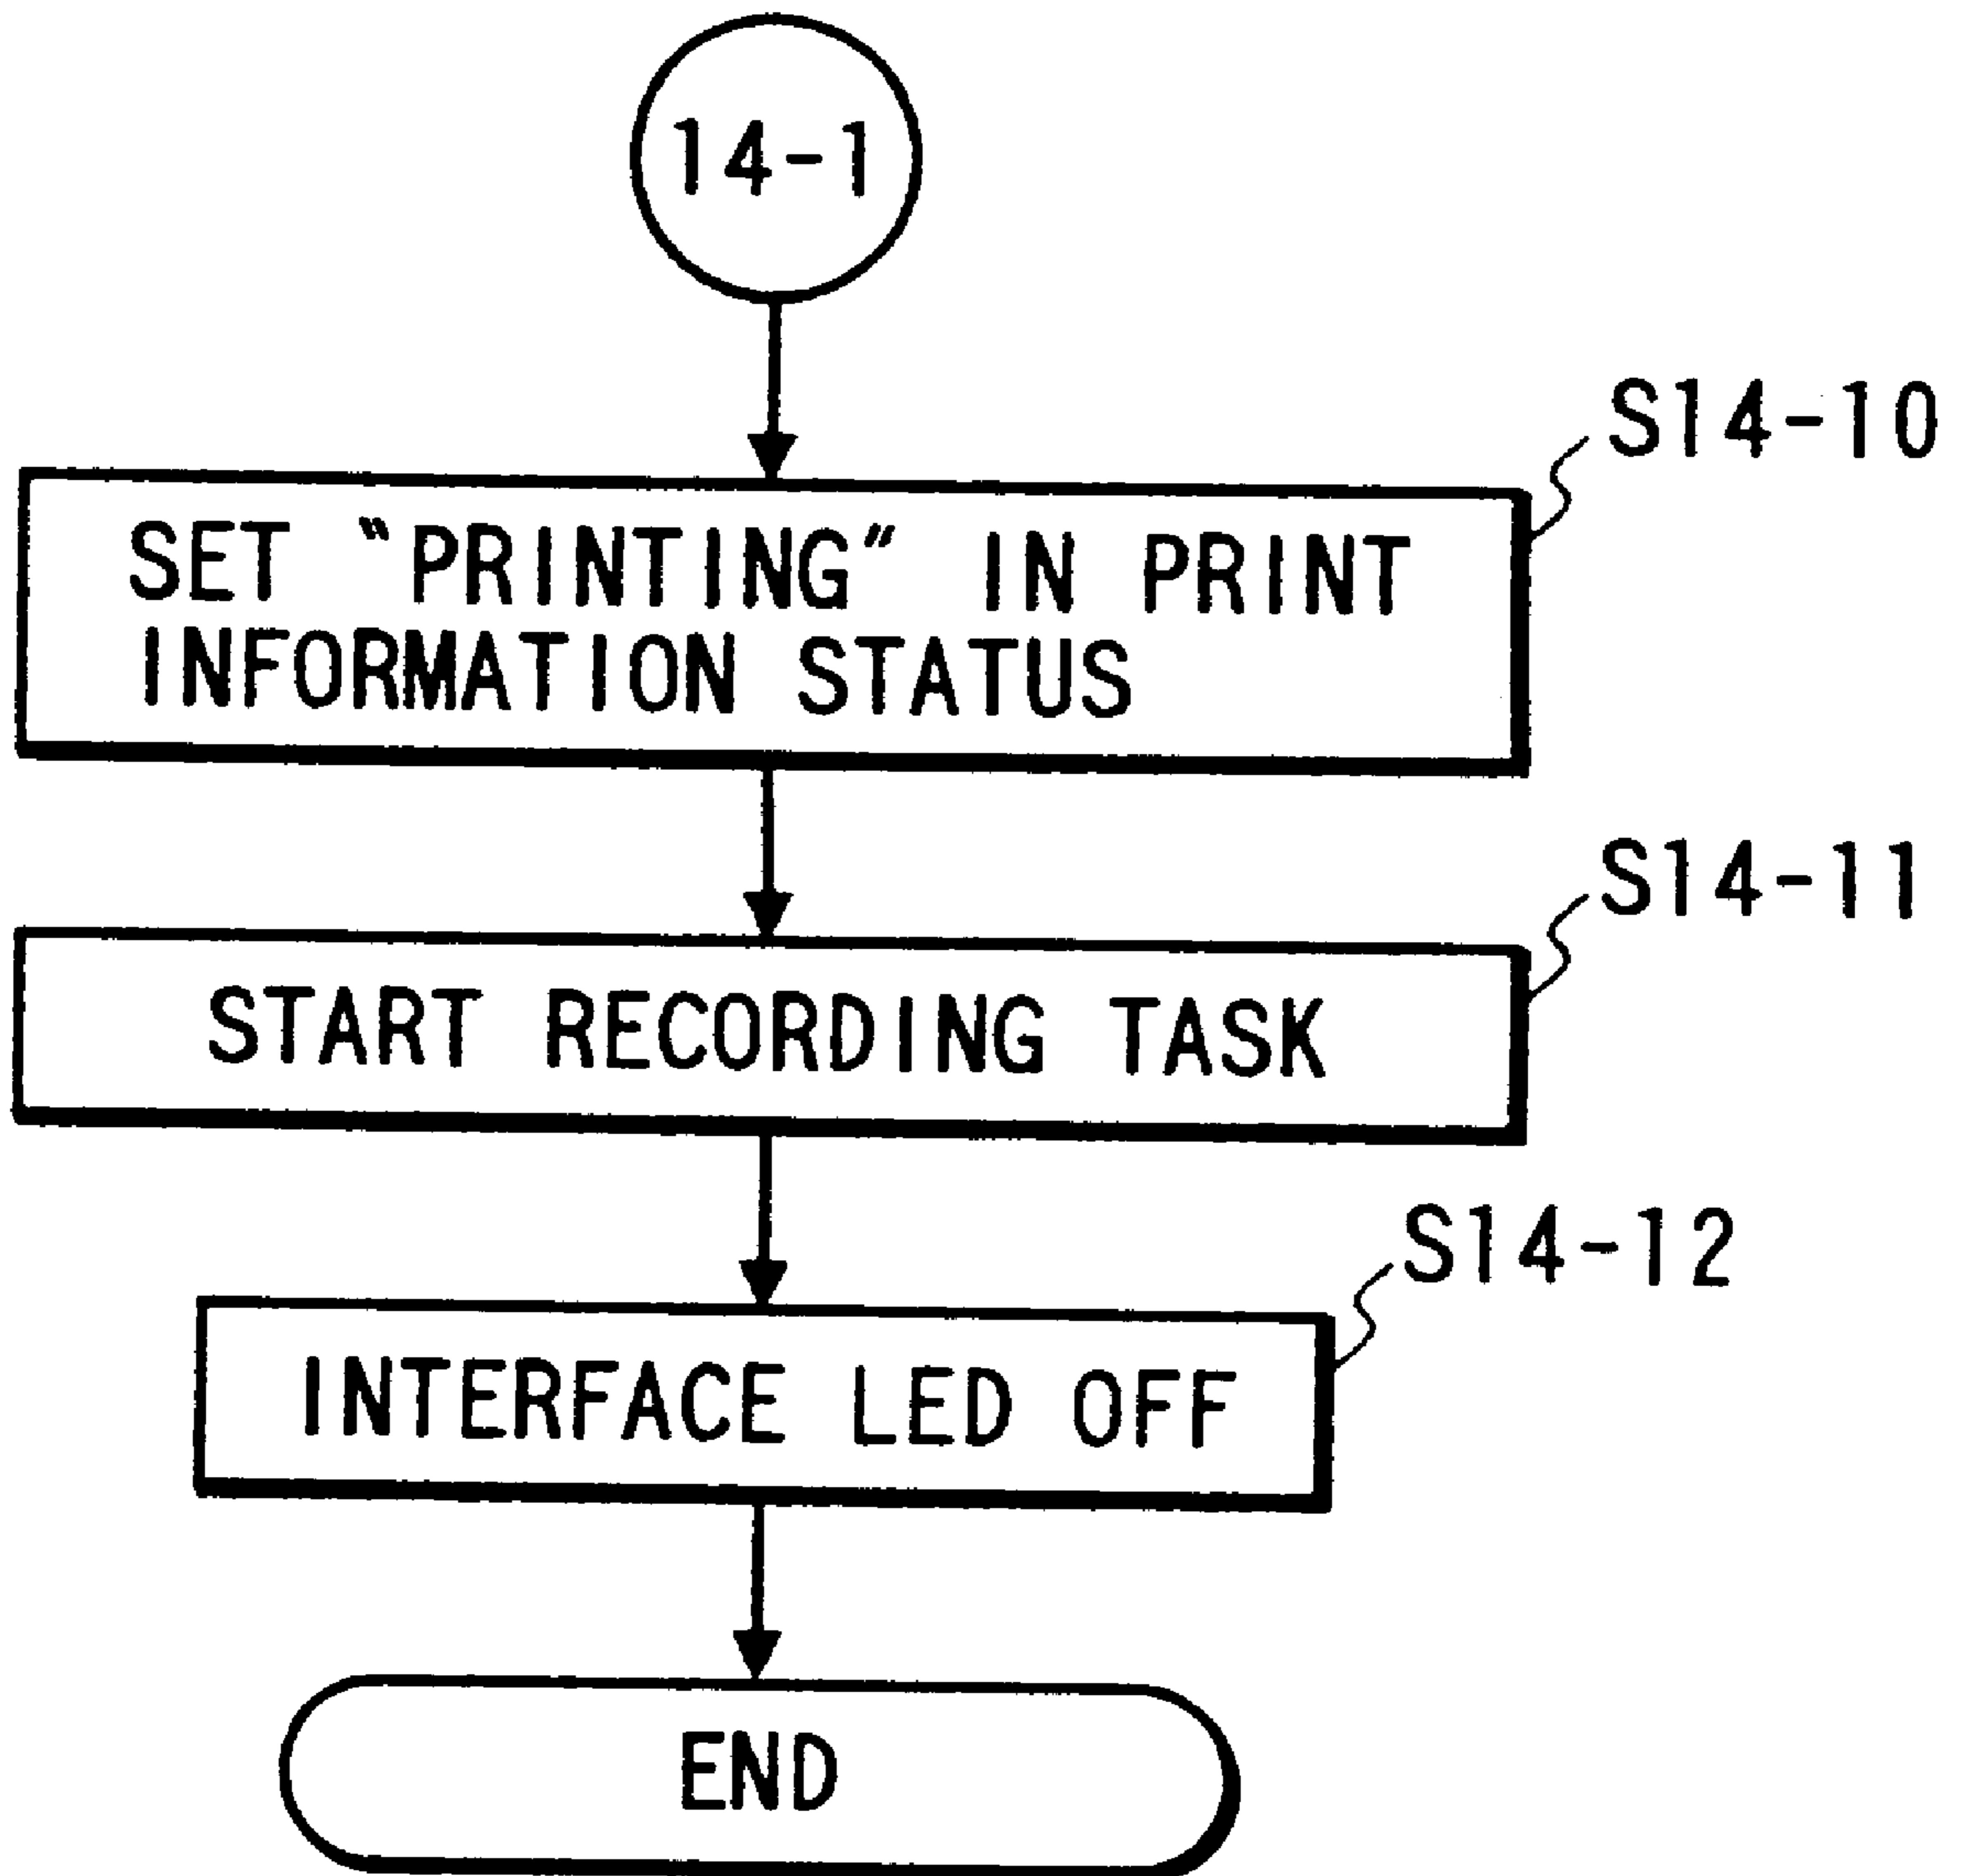 14-1
S14-10
SET "PRINTING" IN PRINT
INFORMATION STATUS
S14-11
START RECORDING TASK
S14-12
INTERFACE LED OFF
END